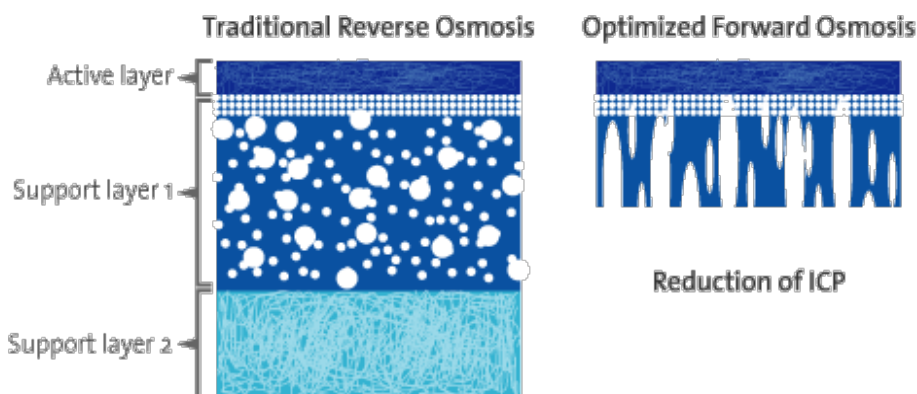 Traditional Reverse Osmosis
Optimized Forward Osmosis
Active layer
Support layer 1
Reduction of ICP
Support layer 2